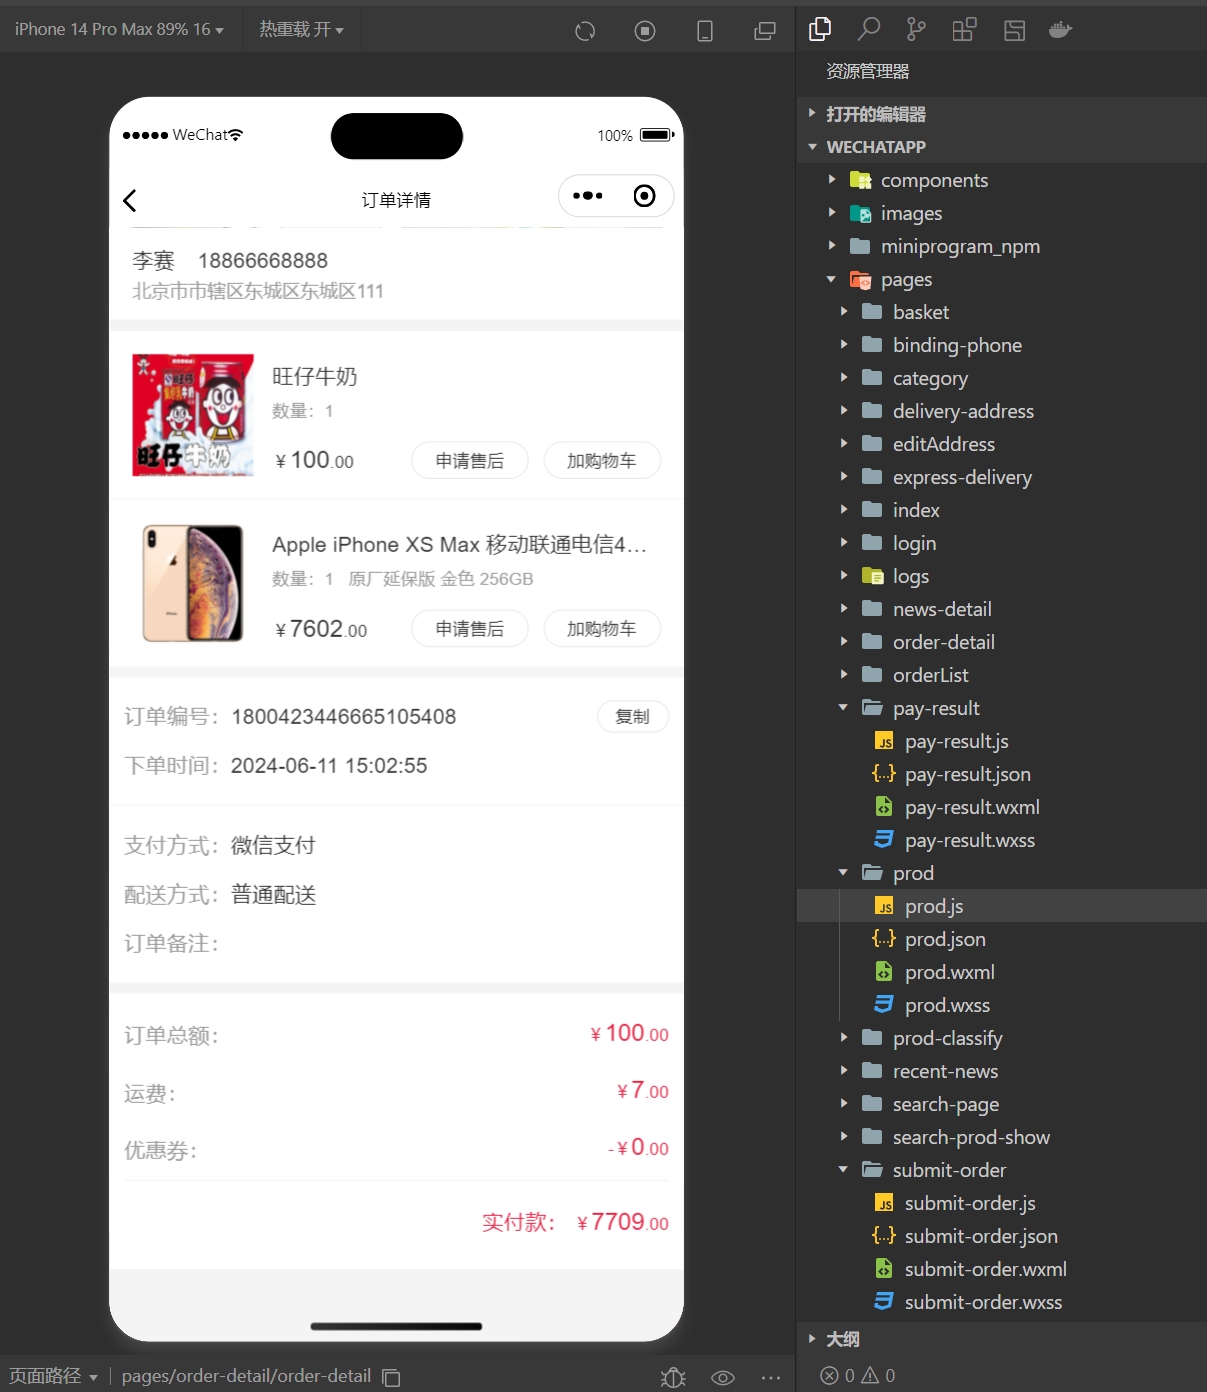 iPhone 14 Pro Max 89% 16
热重载 开
WeChat
100%
订单详情
李赛 18866668888
北京市市辖区东城区东城区111
旺仔牛奶
旺仔牛奶
数量：1
￥100.00
申请售后
加购物车
Apple iPhone XS Max 移动联通电信4…
数量：1 原厂延保版 金色 256GB
￥7602.00
申请售后
加购物车
订单编号：1800423446665105408
复制
下单时间：2024-06-11 15:02:55
支付方式：微信支付
配送方式：普通配送
订单备注：
订单总额：
￥100.00
运费：
￥7.00
优惠券：
-￥0.00
实付款：￥7709.00
页面路径
pages/order-detail/order-detail
资源管理器
打开的编辑器
WECHATAPP
components
images
miniprogram_npm
pages
basket
binding-phone
category
delivery-address
editAddress
express-delivery
index
login
logs
news-detail
order-detail
orderList
pay-result
JS pay-result.js
{..} pay-result.json
pay-result.wxml
pay-result.wxss
prod
JS prod.js
{..} prod.json
prod.wxml
prod.wxss
prod-classify
recent-news
search-page
search-prod-show
submit-order
JS submit-order.js
{..} submit-order.json
submit-order.wxml
submit-order.wxss
大纲
0 0